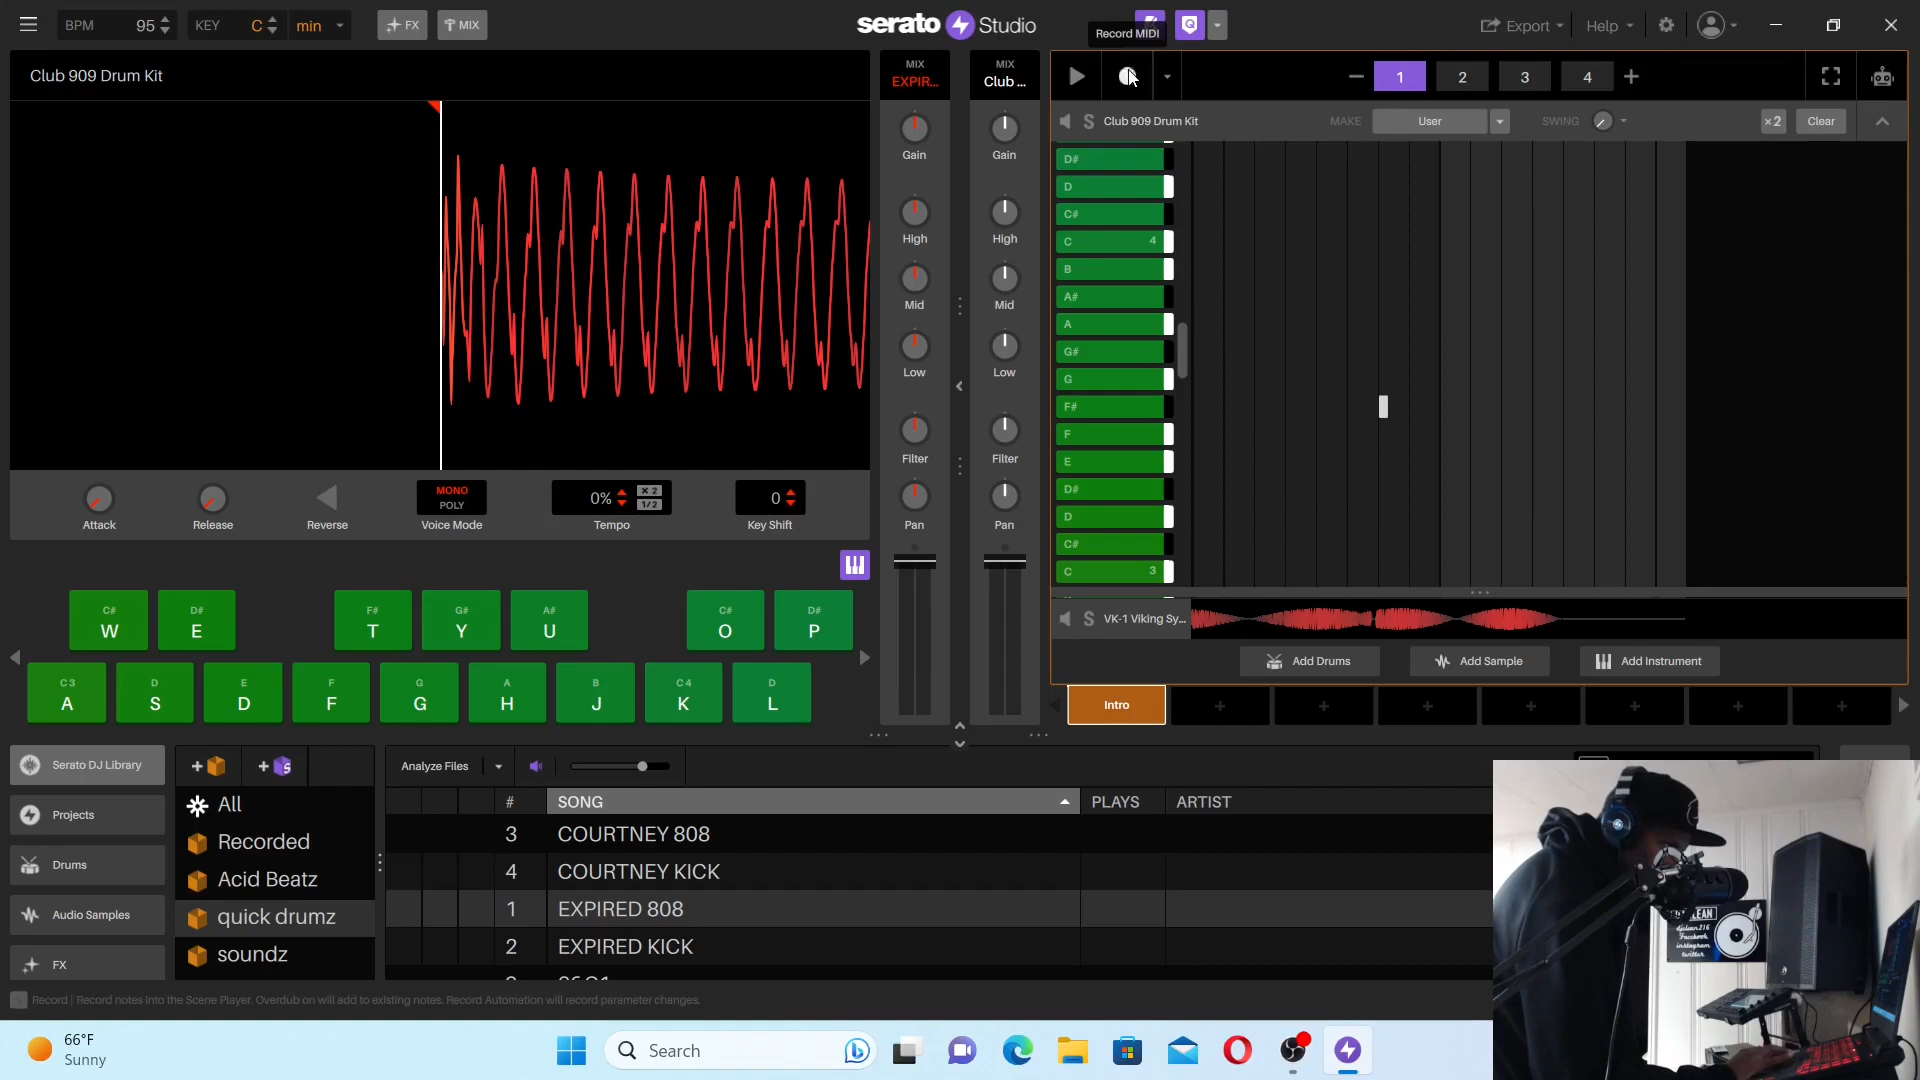 BPM 95 KEY C min FX MIX serato Studio Export Help
Record MIDI
Club 909 Drum Kit
MIX EXPIR...
MIX Club ...
1 2 3 4
Club 909 Drum Kit MAKE User SWING ×2 Clear
Gain Gain
High High
Mid Mid
Low Low
Filter Filter
Pan Pan
D#
D
C#
C 4
B
A#
A
G#
G
F#
F
E
D#
D
C#
C 3
MONO
POLY
0% × 2
1/2
0
Attack Release Reverse Voice Mode Tempo Key Shift
VK-1 Viking Sy...
Add Drums Add Sample Add Instrument
Intro
C# D# F# G# A# C# D#
W E T Y U O P
C 3 D E F G A B C 4 D
A S D F G H J K L
Serato DJ Library
Projects
Drums
Audio Samples
FX
All
Recorded
Acid Beatz
quick drumz
soundz
Analyze Files
# SONG PLAYS ARTIST
3 COURTNEY 808
4 COURTNEY KICK
1 EXPIRED 808
2 EXPIRED KICK
Record | Record notes into the Scene Player. Overdub on will add to existing notes. Record Automation will record parameter changes.
66°F
Sunny
Search